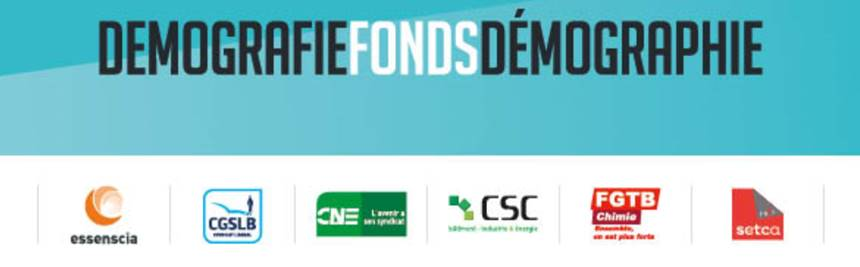 DEMOGRAFIEFONDSDÉMOGRAPHIE
essenscia
CGSLB
CNE
L'avenir a
son syndicat
CSC
bâtiment - industrie & énergie
FGTB
Chimie
Ensemble,
on est plus forts
setca